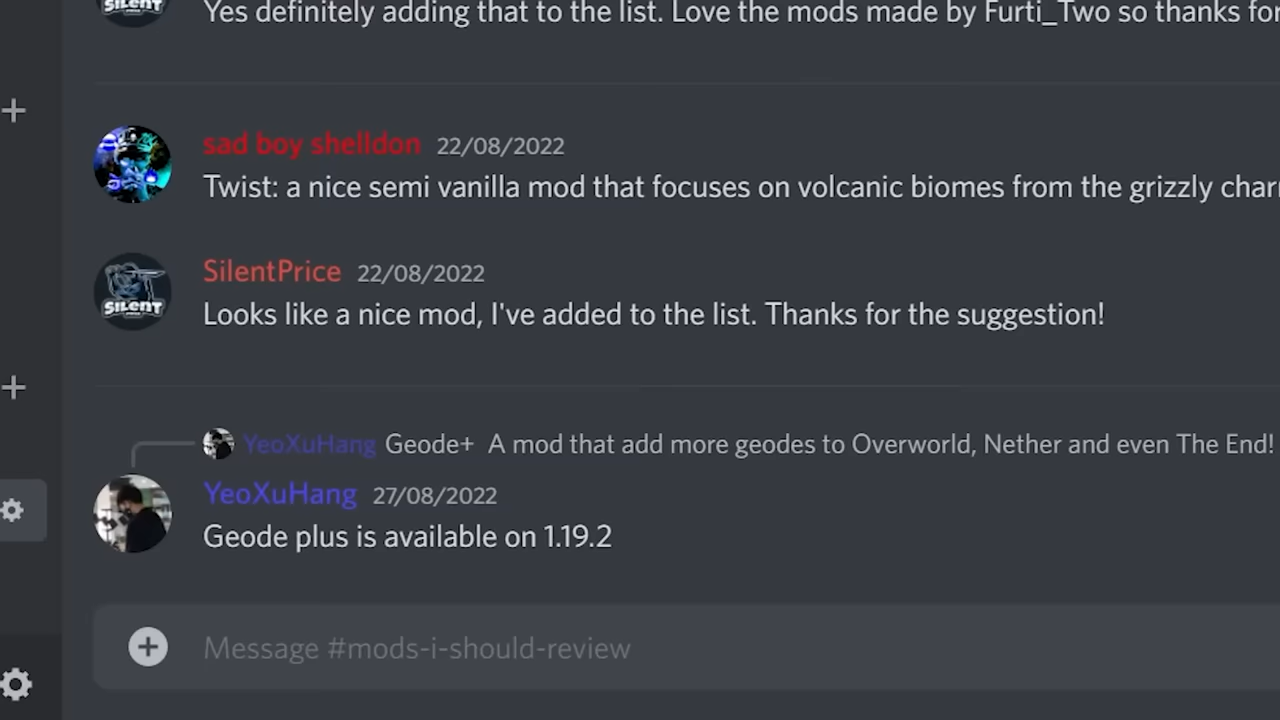 SILENT
Yes definitely adding that to the list. Love the mods made by Furti_Two so thanks for
sad boy shelldon 22/08/2022
Twist: a nice semi vanilla mod that focuses on volcanic biomes from the grizzly
SilentPrice 22/08/2022
SILENT
Looks like a nice mod, I've added to the list. Thanks for the suggestion!
YeoXuHang Geode+ A mod that add more geodes to Overworld, Nether and even The End!
YeoXuHang 27/08/2022
Geode plus is available on 1.19.2
Message #mods-i-should-review